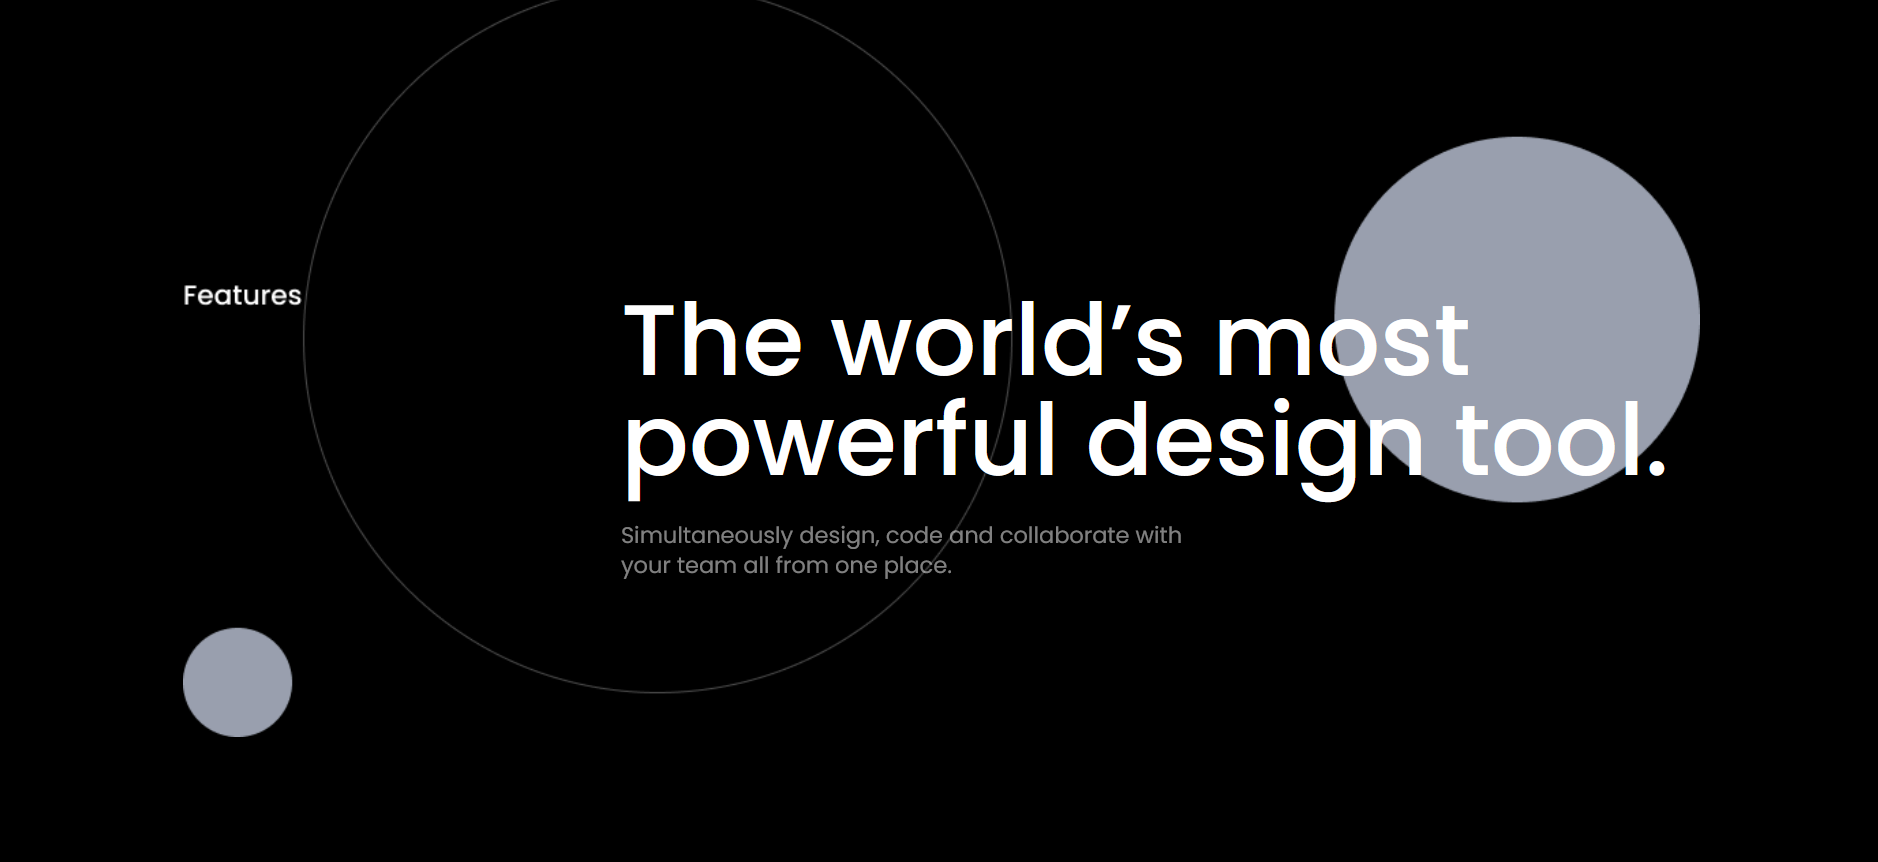 Features
The world’s most
powerful design tool.
Simultaneously design, code and collaborate with
your team all from one place.